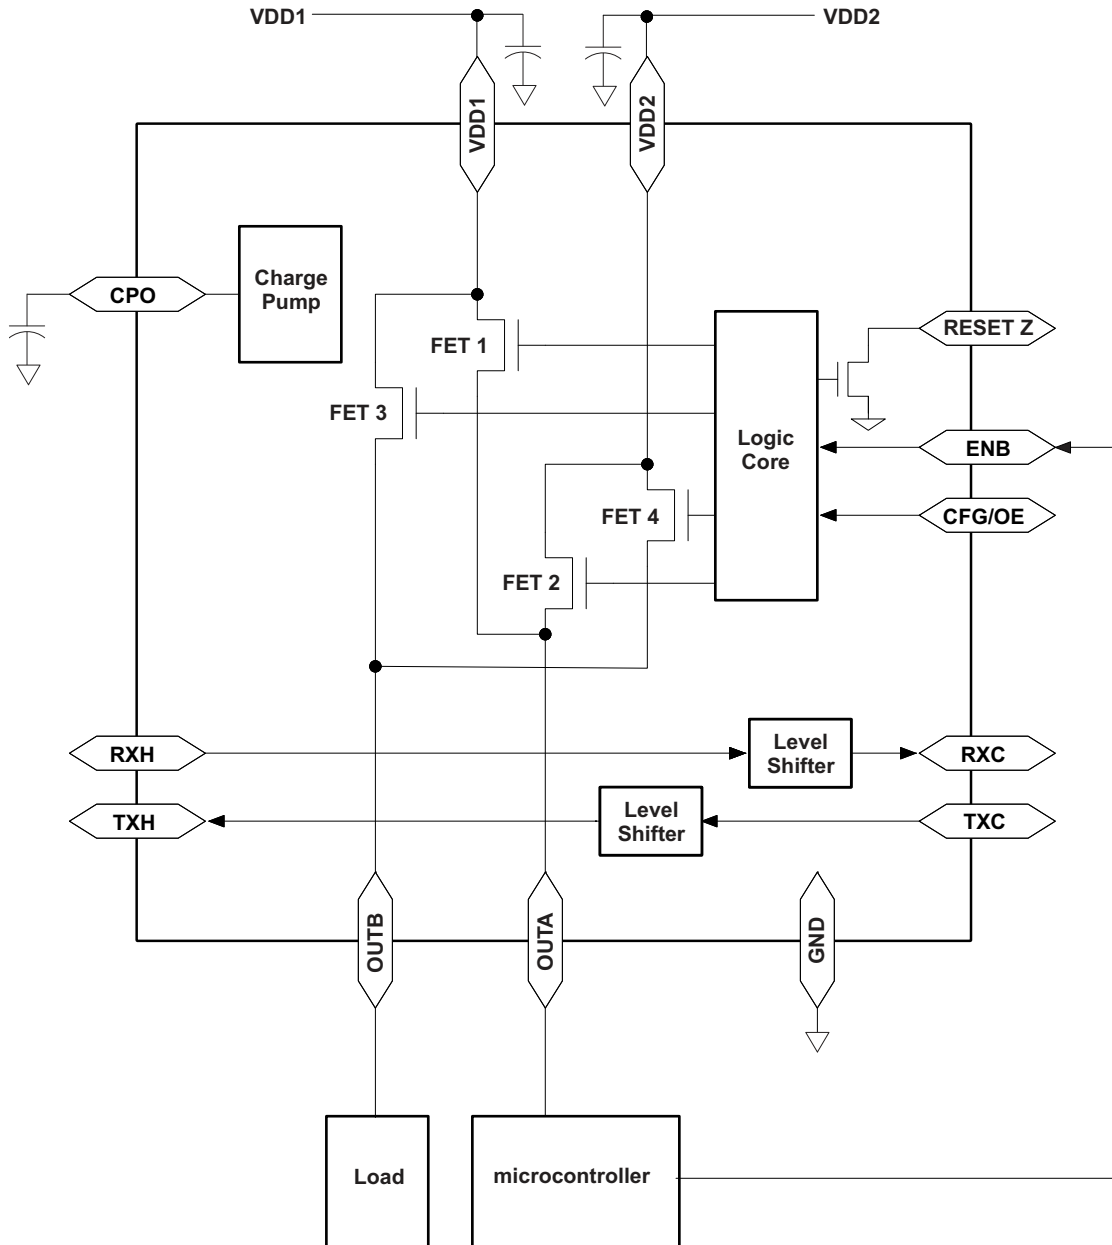 VDD1
VDD2
VDD1
VDD2
Charge
Pump
CPO
RESET Z
FET 1
FET 3
Logic
Core
ENB
FET 4
CFG/OE
FET 2
RXH
Level
Shifter
RXC
TXH
Level
Shifter
TXC
OUTB
OUTA
GND
Load
microcontroller